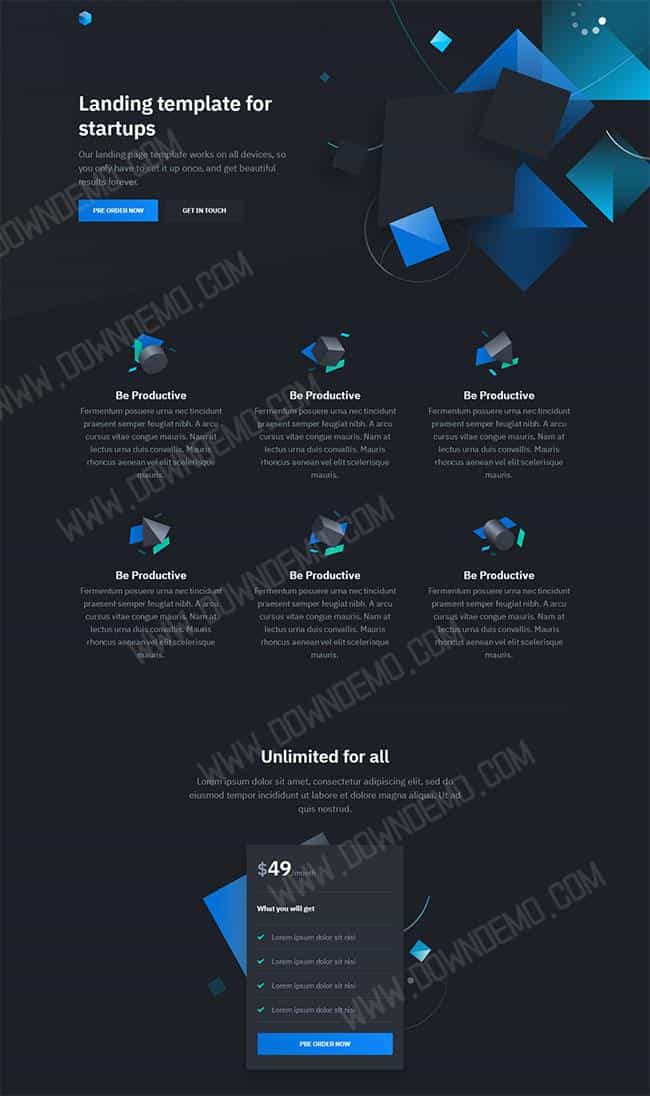 Landing template for
startups
Our landing page template works on all devices, so
you only have to set it up once, and get beautiful
results forever.
PRE ORDER NOW GET IN TOUCH
Be Productive
Fermentum posuere urna nec tincidunt
praesent semper feugiat nibh. A arcu
cursus vitae congue mauris. Nam at
lectus urna duis convallis. Mauris
rhoncus aenean vel elit scelerisque
mauris.
Be Productive
Fermentum posuere urna nec tincidunt
praesent semper feugiat nibh. A arcu
cursus vitae congue mauris. Nam at
lectus urna duis convallis. Mauris
rhoncus aenean vel elit scelerisque
mauris.
Be Productive
Fermentum posuere urna nec tincidunt
praesent semper feugiat nibh. A arcu
cursus vitae congue mauris. Nam at
lectus urna duis convallis. Mauris
rhoncus aenean vel elit scelerisque
mauris.
Be Productive
Fermentum posuere urna nec tincidunt
praesent semper feugiat nibh. A arcu
cursus vitae congue mauris. Nam at
lectus urna duis convallis. Mauris
rhoncus aenean vel elit scelerisque
mauris.
Be Productive
Fermentum posuere urna nec tincidunt
praesent semper feugiat nibh. A arcu
cursus vitae congue mauris. Nam at
lectus urna duis convallis. Mauris
rhoncus aenean vel elit scelerisque
mauris.
Be Productive
Fermentum posuere urna nec tincidunt
praesent semper feugiat nibh. A arcu
cursus vitae congue mauris. Nam at
lectus urna duis convallis. Mauris
rhoncus aenean vel elit scelerisque
mauris.
Unlimited for all
Lorem ipsum dolor sit amet, consectetur adipiscing elit, sed do
eiusmod tempor incididunt ut labore et dolore magna aliqua. Ut ad
quis nostrud.
$49/month
What you will get
Lorem ipsum dolor sit nisi
Lorem ipsum dolor sit nisi
Lorem ipsum dolor sit nisi
Lorem ipsum dolor sit nisi
PRE ORDER NOW
DOWNDEMO.COM
WWW.DOWNDEMO.COM
WWW.DOWNDEMO.COM
WWW.DOWNDEMO.COM
WWW.DOWNDEMO.COM
WWW.DOWNDEMO.COM
WWW.DOWNDEMO.COM
WWW.DOWNDEMO.COM